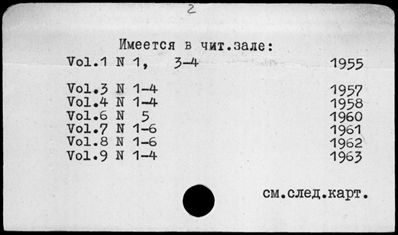 2
Имеется в чит.зале:
Vol.1 N 1, 3-4 1955
Vol.3 N 1-4 1957
Vol.4 N 1-4 1958
Vol.6 N 5 1960
Vol.7 N 1-6 1961
Vol.8 N 1-6 1962
Vol.9 N 1-4 1963
см.след.карт.